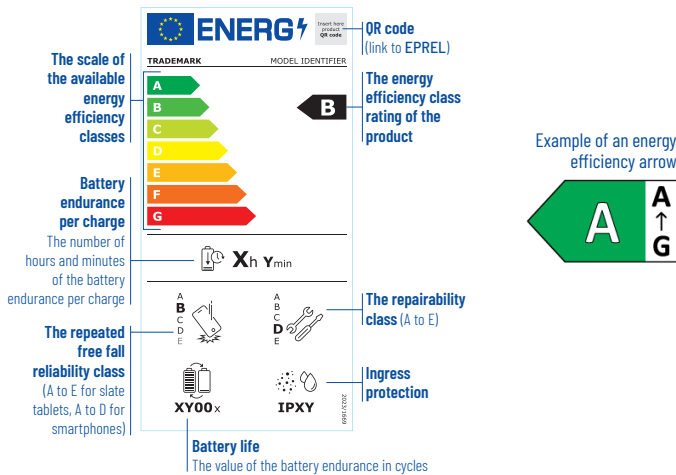 ENERG
Insert here
product
QR code
QR code
(link to EPREL)
TRADEMARK
MODEL IDENTIFIER
The scale of
the available
energy
efficiency
classes
A
B
C
D
E
F
G
B
The energy
efficiency class
rating of the
product
Example of an energy
efficiency arrow
A
A
↑
G
Battery
endurance
per charge
The number of
hours and minutes
of the battery
endurance per charge
Xh Ymin
The repeated
free fall
reliability class
(A to E for slate
tablets, A to D for
smartphones)
A
B
C
D
E
A
B
C
D
E
The repairability
class (A to E)
XY00x
IPXY
Ingress
protection
2023/1669
Battery life
The value of the battery endurance in cycles